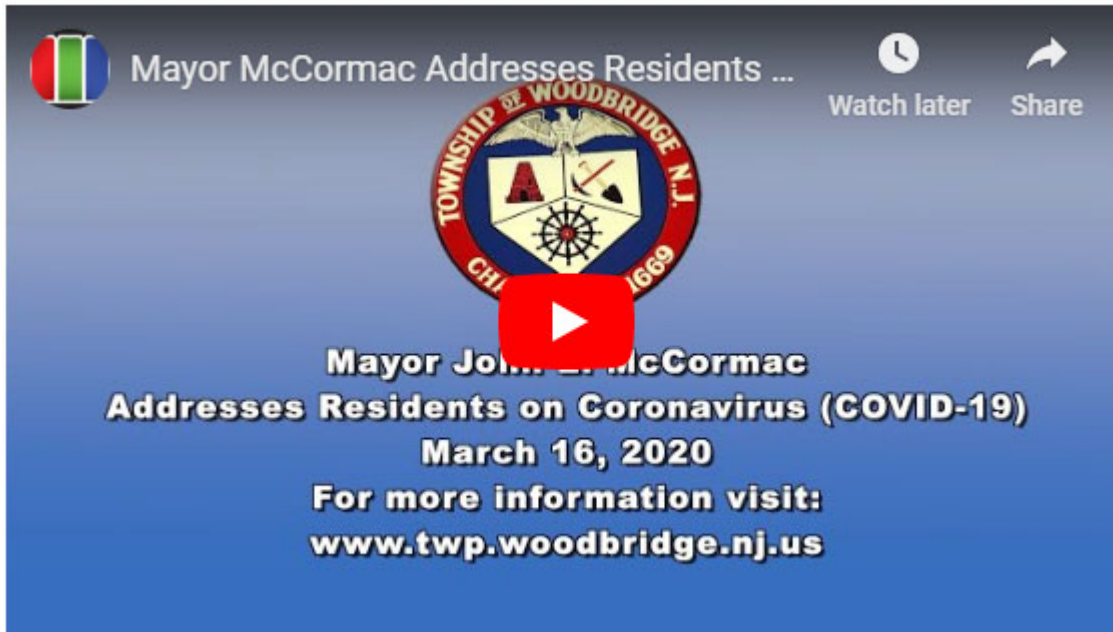 Mayor McCormac Addresses Residents ...
Watch later
Share
TOWNSHIP OF WOODBRIDGE N.J.
1669
Mayor McCormac
Addresses Residents on Coronavirus (COVID-19)
March 16, 2020
For more information visit:
www.twp.woodbridge.nj.us